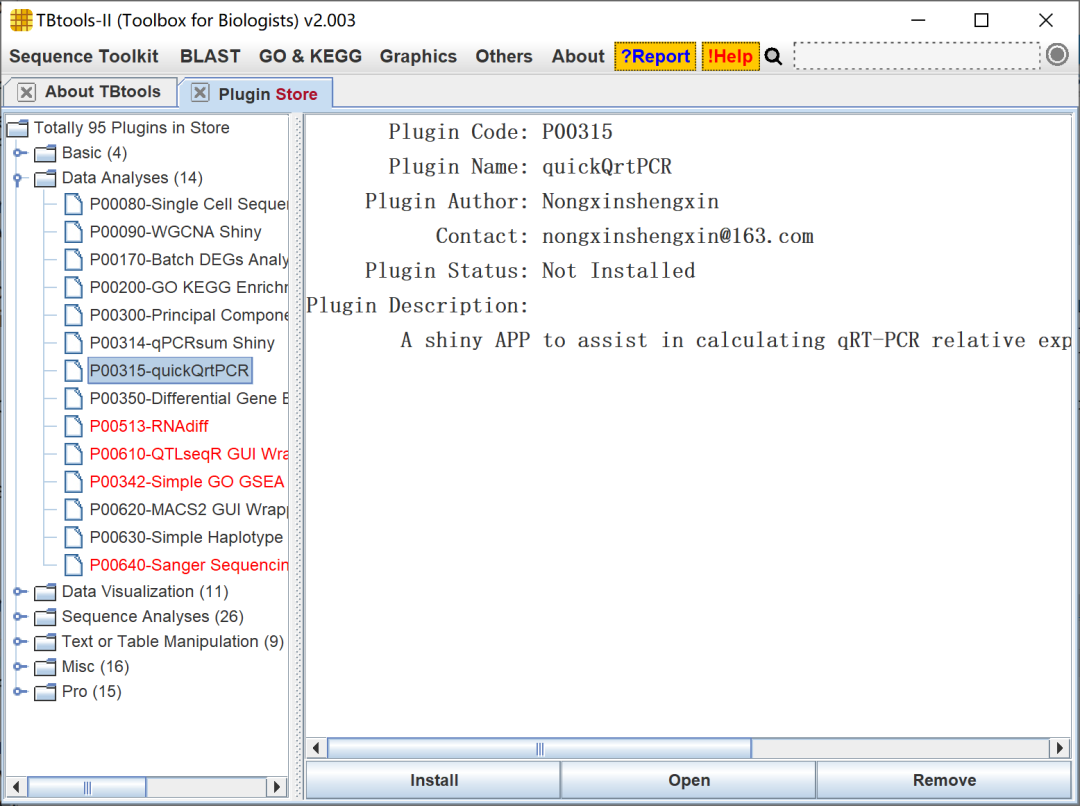 TBtools-II (Toolbox for Biologists) v2.003
Sequence Toolkit BLAST GO & KEGG Graphics Others About ?Report !Help
About TBtools Plugin Store
Totally 95 Plugins in Store
Basic (4)
Data Analyses (14)
P00080-Single Cell Sequer
P00090-WGCNA Shiny
P00170-Batch DEGs Analy
P00200-GO KEGG Enrichr
P00300-Principal Compone
P00314-qPCRsum Shiny
P00315-quickQrtPCR
P00350-Differential Gene E
P00513-RNAdiff
P00610-QTLseqR GUI Wra
P00342-Simple GO GSEA
P00620-MACS2 GUI Wrapp
P00630-Simple Haplotype
P00640-Sanger Sequencin
Data Visualization (11)
Sequence Analyses (26)
Text or Table Manipulation (9)
Misc (16)
Pro (15)
Plugin Code: P00315
Plugin Name: quickQrtPCR
Plugin Author: Nongxinshengxin
Contact: nongxinshengxin@163.com
Plugin Status: Not Installed
Plugin Description:
A shiny APP to assist in calculating qRT-PCR relative exp
Install Open Remove